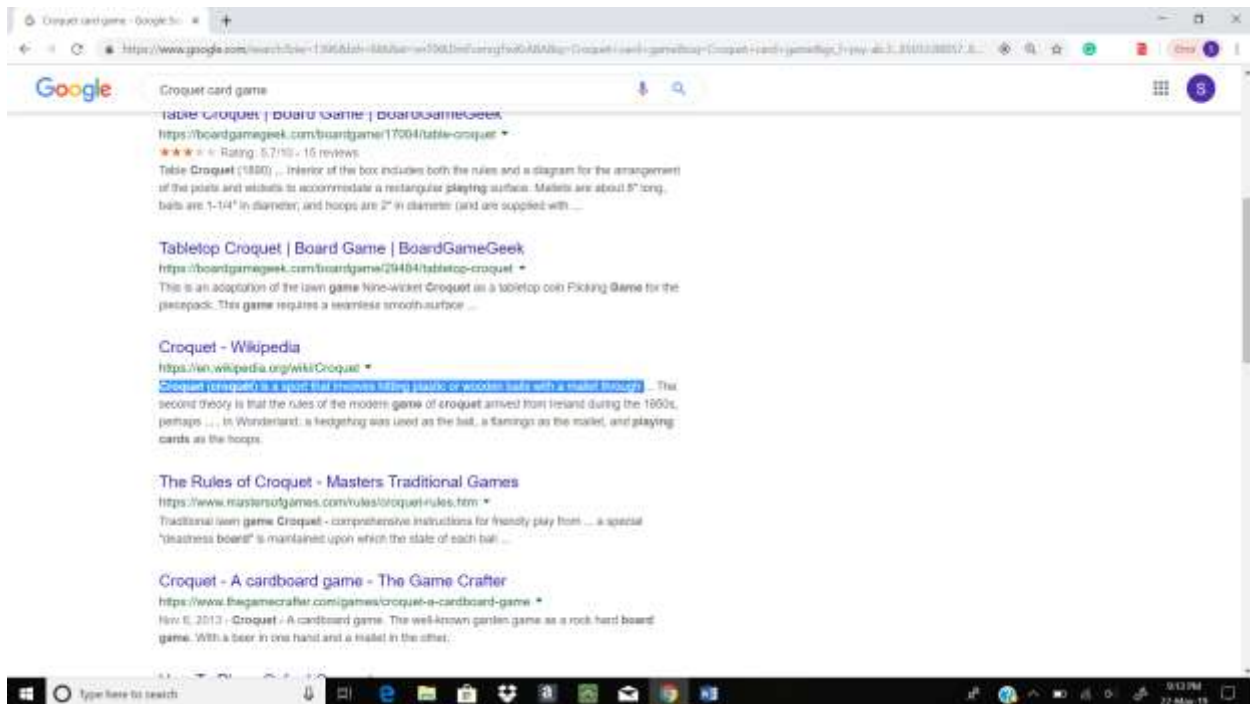 Croquet card game - Google Se
Google
Croquet card game
S
Table Croquet | Board Game | BoardGameGeek
https://boardgamegeek.com/boardgame/17004/table-croquet
Rating: 5.7/10 - 15 reviews
Table Croquet (1890) ... Interior of the box includes both the rules and a diagram for the arrangement
of the posts and wickets to accommodate a rectangular playing surface. Mallets are about 8" long,
balls are 1-1/4" in diameter, and hoops are 2" in diameter (and are supplied with ...
Tabletop Croquet | Board Game | BoardGameGeek
https://boardgamegeek.com/boardgame/29484/tabletop-croquet
This is an adaptation of the lawn game Nine-wicket Croquet as a tabletop coin Flicking Game for the
piecepack. This game requires a seamless smooth-surface ...
Croquet - Wikipedia
https://en.wikipedia.org/wiki/Croquet
Croquet (croquet) is a sport that involves hitting plastic or wooden balls with a mallet through ... The
second theory is that the rules of the modern game of croquet arrived from Ireland during the 1850s,
perhaps ... in Wonderland, a hedgehog was used as the ball, a flamingo as the mallet, and playing
cards as the hoops.
The Rules of Croquet - Masters Traditional Games
https://www.mastersofgames.com/rules/croquet-rules.htm
Traditional lawn game Croquet - comprehensive instructions for friendly play from ... a special
"deadness board" is maintained upon which the state of each ball ...
Croquet - A cardboard game - The Game Crafter
https://www.thegamecrafter.com/games/croquet-a-cardboard-game
Nov 6, 2013 - Croquet - A cardboard game. The well-known garden game as a rock hard board
game. With a beer in one hand and a mallet in the other.
Type here to search
9:13 PM
22-May-19